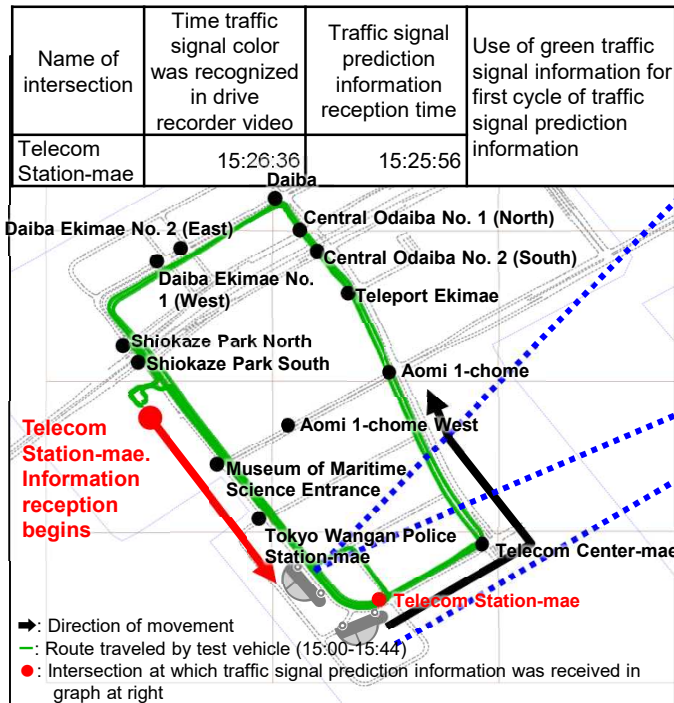 Name of
intersection
Time traffic
signal color
was recognized
in drive
recorder video
Traffic signal
prediction
information
reception time
Use of green traffic
signal information for
first cycle of traffic
signal prediction
information
Telecom
Station-mae
15:26:36
15:25:56
Daiba
Daiba Ekimae No. 2 (East)
Central Odaiba No. 1 (North)
Central Odaiba No. 2 (South)
Daiba Ekimae No.
1 (West)
Teleport Ekimae
Shiokaze Park North
Shiokaze Park South
Aomi 1-chome
Telecom
Station-mae.
Information
reception
begins
Aomi 1-chome West
Museum of Maritime
Science Entrance
Tokyo Wangan Police
Station-mae
Telecom Center-mae
Telecom Station-mae
: Direction of movement
: Route traveled by test vehicle (15:00-15:44)
: Intersection at which traffic signal prediction information was received in
graph at right